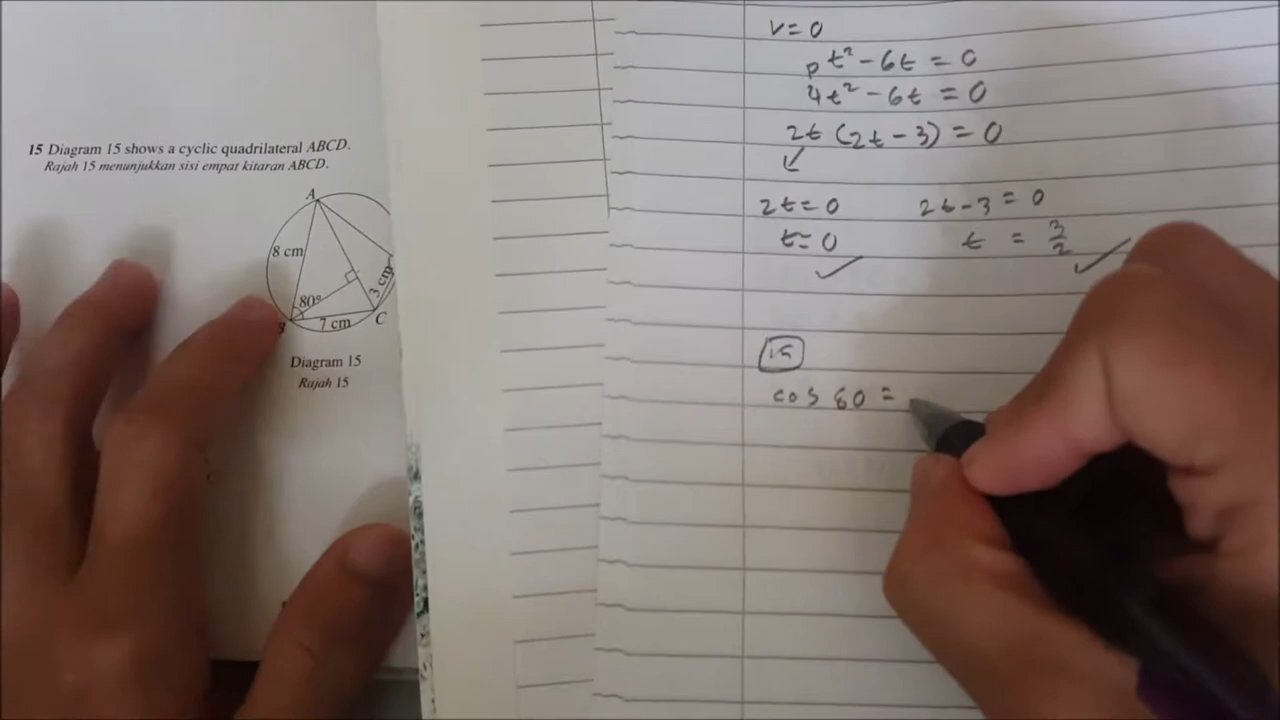 15 Diagram 15 shows a cyclic quadrilateral ABCD.
Rajah 15 menunjukkan sisi empat kitaran ABCD.
A
8 cm
3 cm
80°
7 cm
C
Diagram 15
Rajah 15
v = 0
pt² - 6t = 0
4t² - 6t = 0
2t (2t - 3) = 0
2t = 0 2t - 3 = 0
t = 0 t = 3/2
15
cos 80 =